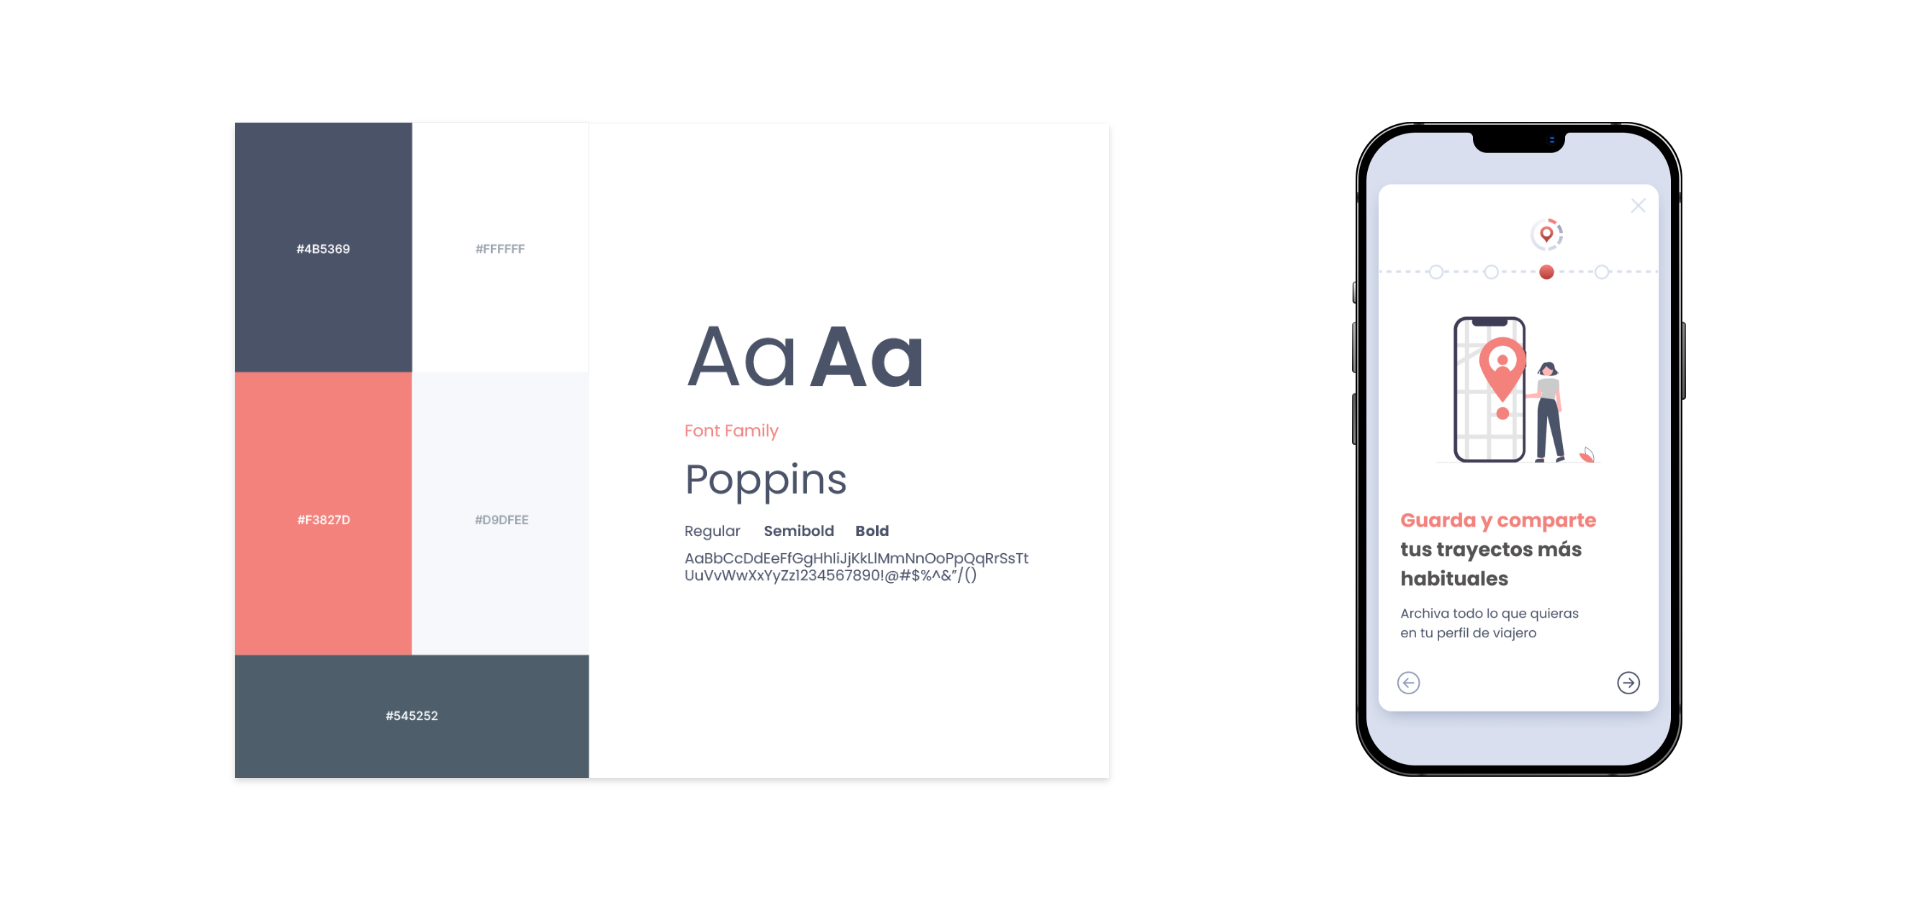 #4B5369
#FFFFFF
#F3827D
#D9DFEE
#545252
Aa Aa
Font Family
Poppins
Regular Semibold Bold
AaBbCcDdEeFfGgHhIiJjKkLlMmNnOoPpQqRrSsTt
UuVvWwXxYyZz1234567890!@#$%^&”/()
Guarda y comparte
tus trayectos más
habituales
Archiva todo lo que quieras
en tu perfil de viajero